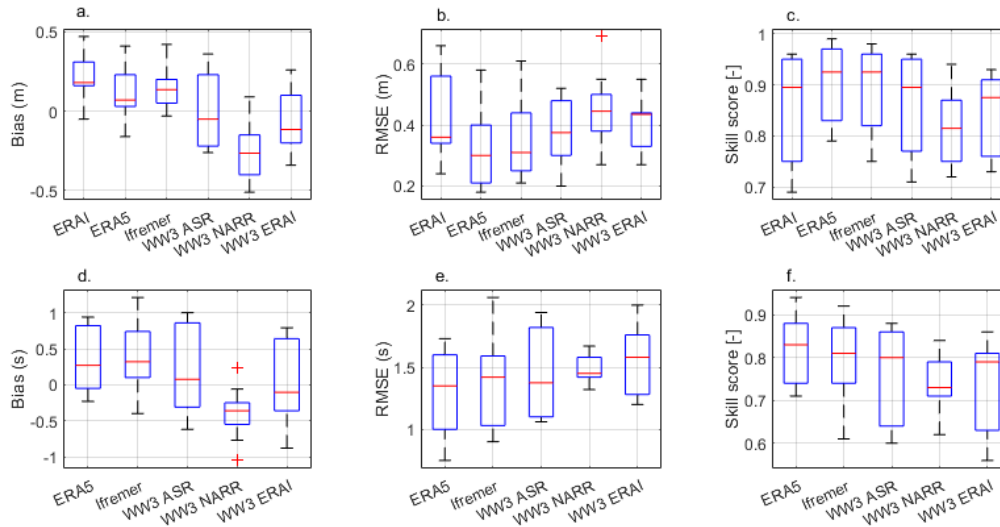 a.
0.5
0
-0.5
Bias (m)
ERAI
ERA5
Ifremer
WW3 ASR
WW3 NARR
WW3 ERAI
b.
0.6
0.4
0.2
RMSE (m)
ERAI
ERA5
Ifremer
WW3 ASR
WW3 NARR
WW3 ERAI
c.
1
0.9
0.8
0.7
Skill score [-]
ERAI
ERA5
Ifremer
WW3 ASR
WW3 NARR
WW3 ERAI
d.
1
0.5
0
-0.5
-1
Bias (s)
ERA5
Ifremer
WW3 ASR
WW3 NARR
WW3 ERAI
e.
2
1.5
1
RMSE (s)
ERA5
Ifremer
WW3 ASR
WW3 NARR
WW3 ERAI
f.
0.9
0.8
0.7
0.6
Skill score [-]
ERA5
Ifremer
WW3 ASR
WW3 NARR
WW3 ERAI